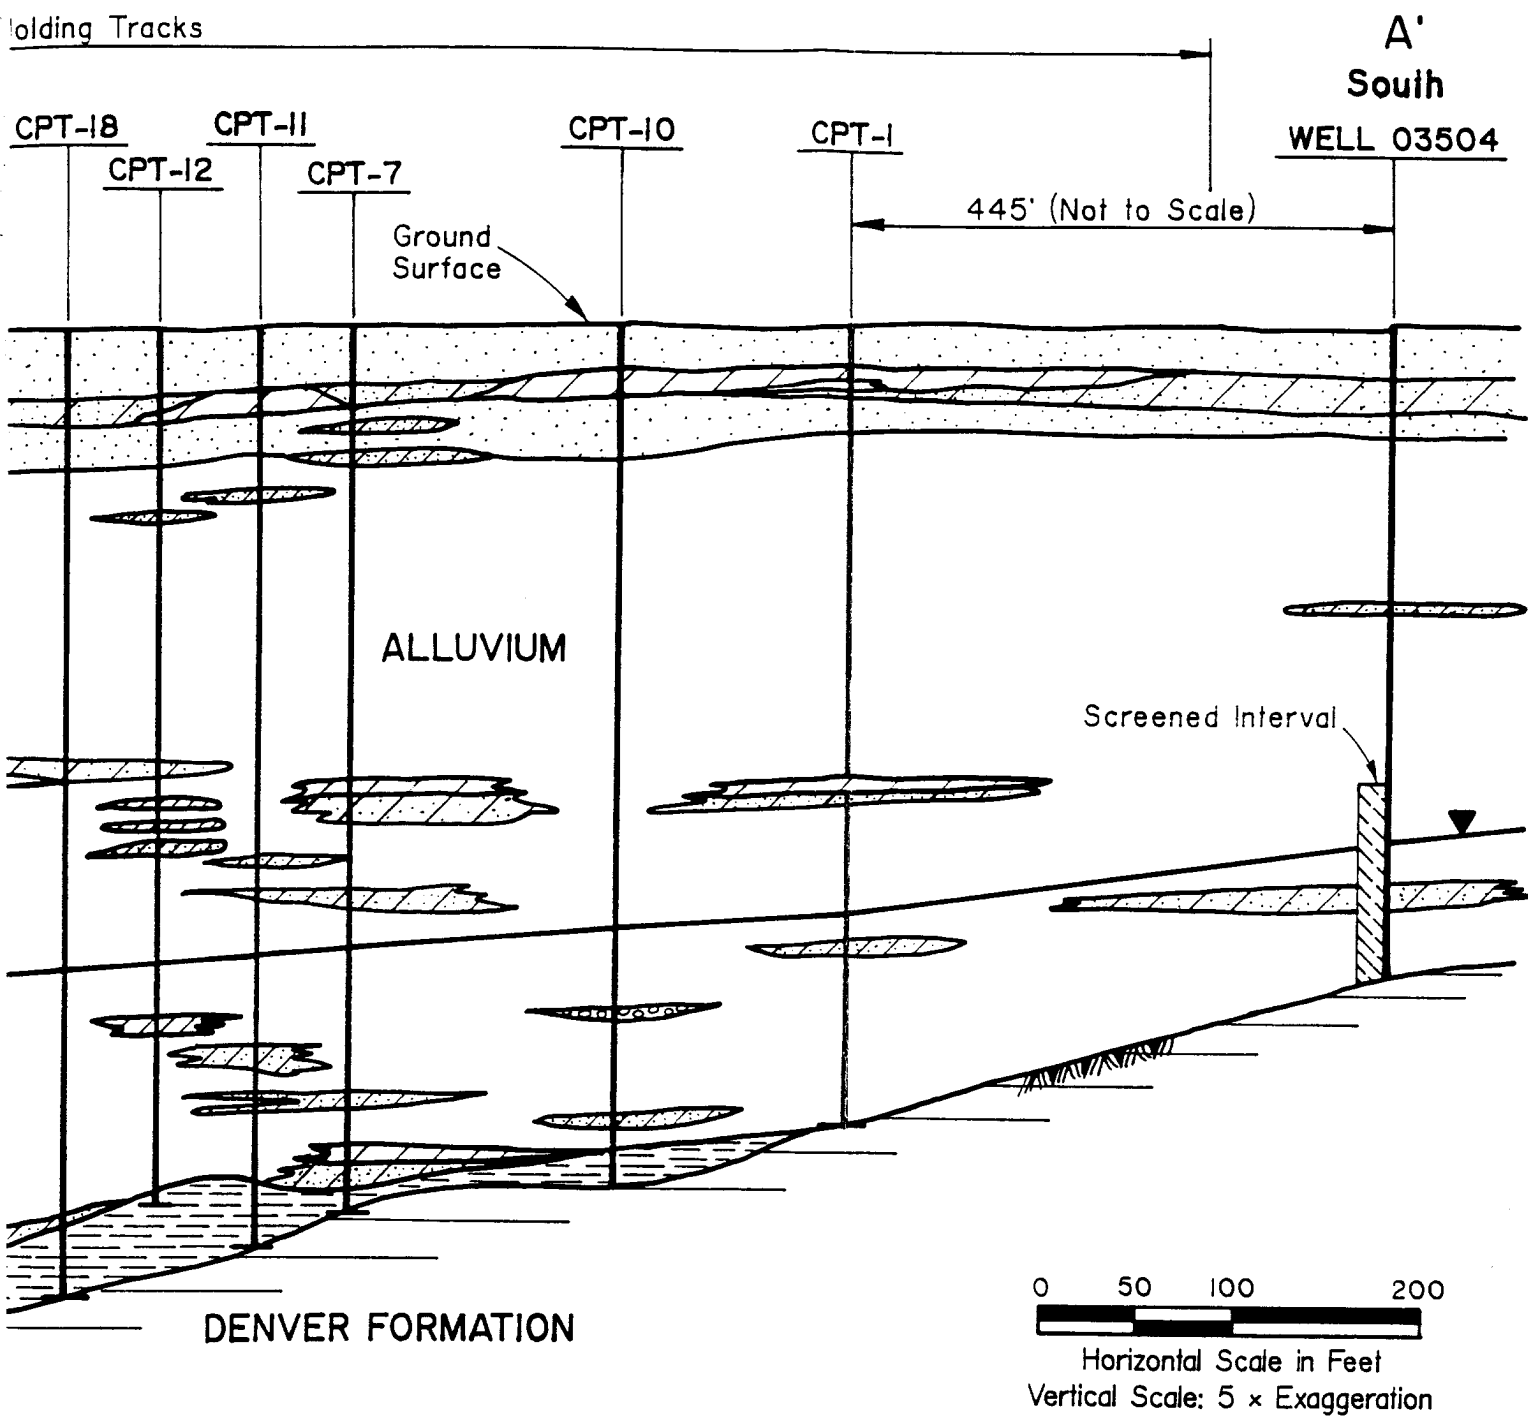 olding Tracks
A'
South
CPT-18
CPT-11
CPT-10
CPT-1
WELL 03504
CPT-12
CPT-7
445' (Not to Scale)
Ground
Surface
ALLUVIUM
Screened Interval
0 50 100 200
DENVER FORMATION
Horizontal Scale in Feet
Vertical Scale: 5 x Exaggeration